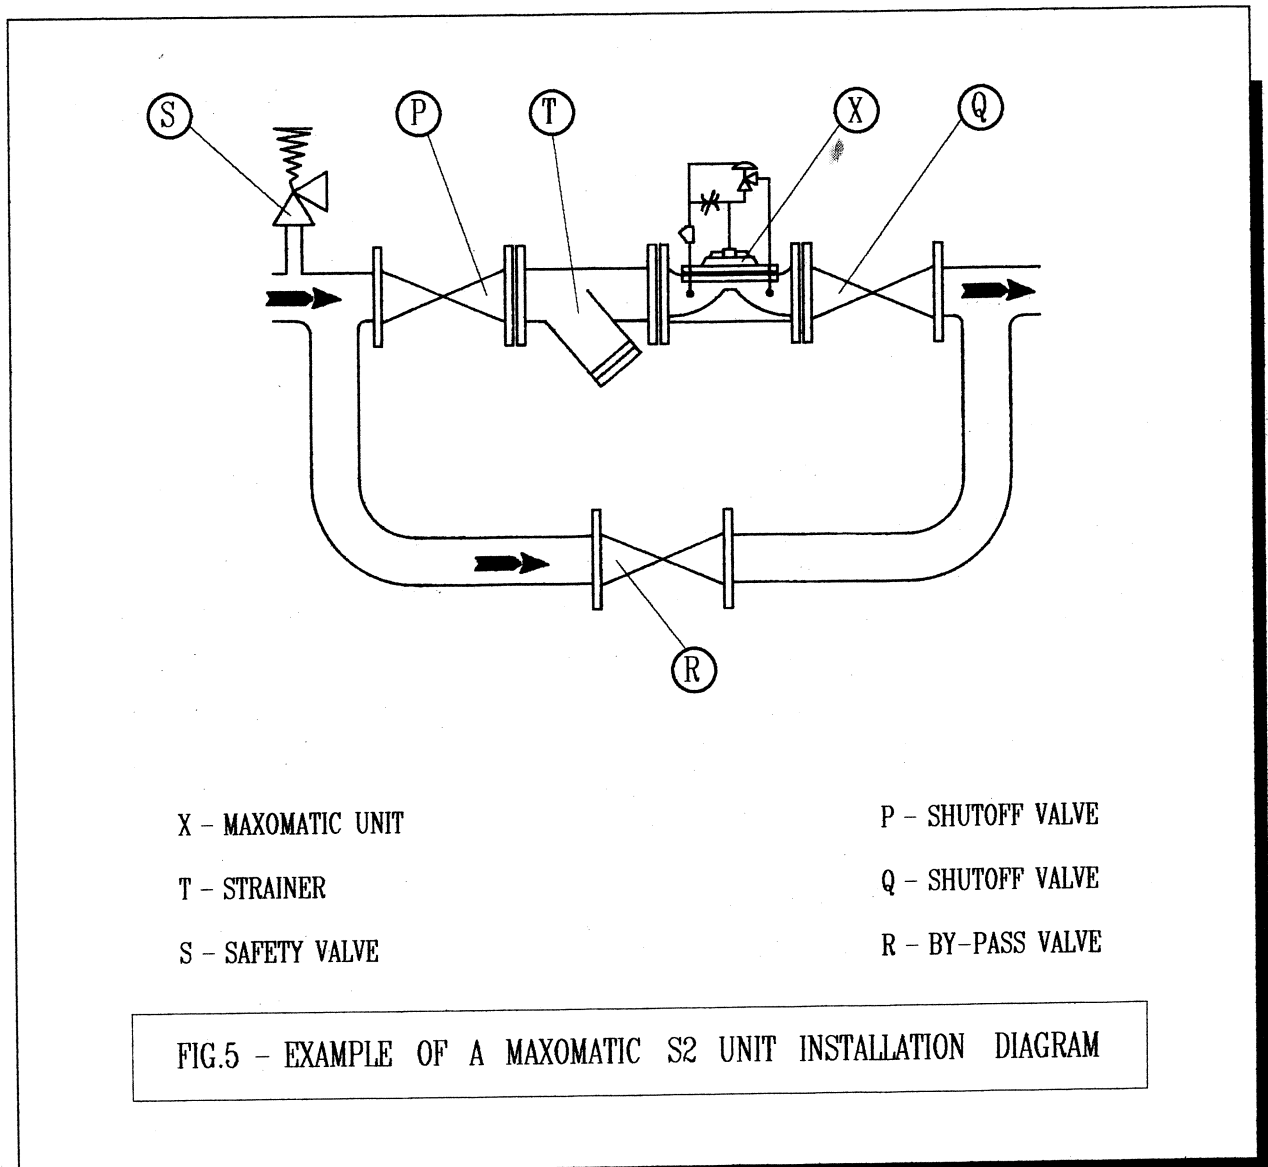 S P T X Q
R
X - MAXOMATIC UNIT
T - STRAINER
S - SAFETY VALVE
P - SHUTOFF VALVE
Q - SHUTOFF VALVE
R - BY-PASS VALVE
FIG.5 - EXAMPLE OF A MAXOMATIC S2 UNIT INSTALLATION DIAGRAM